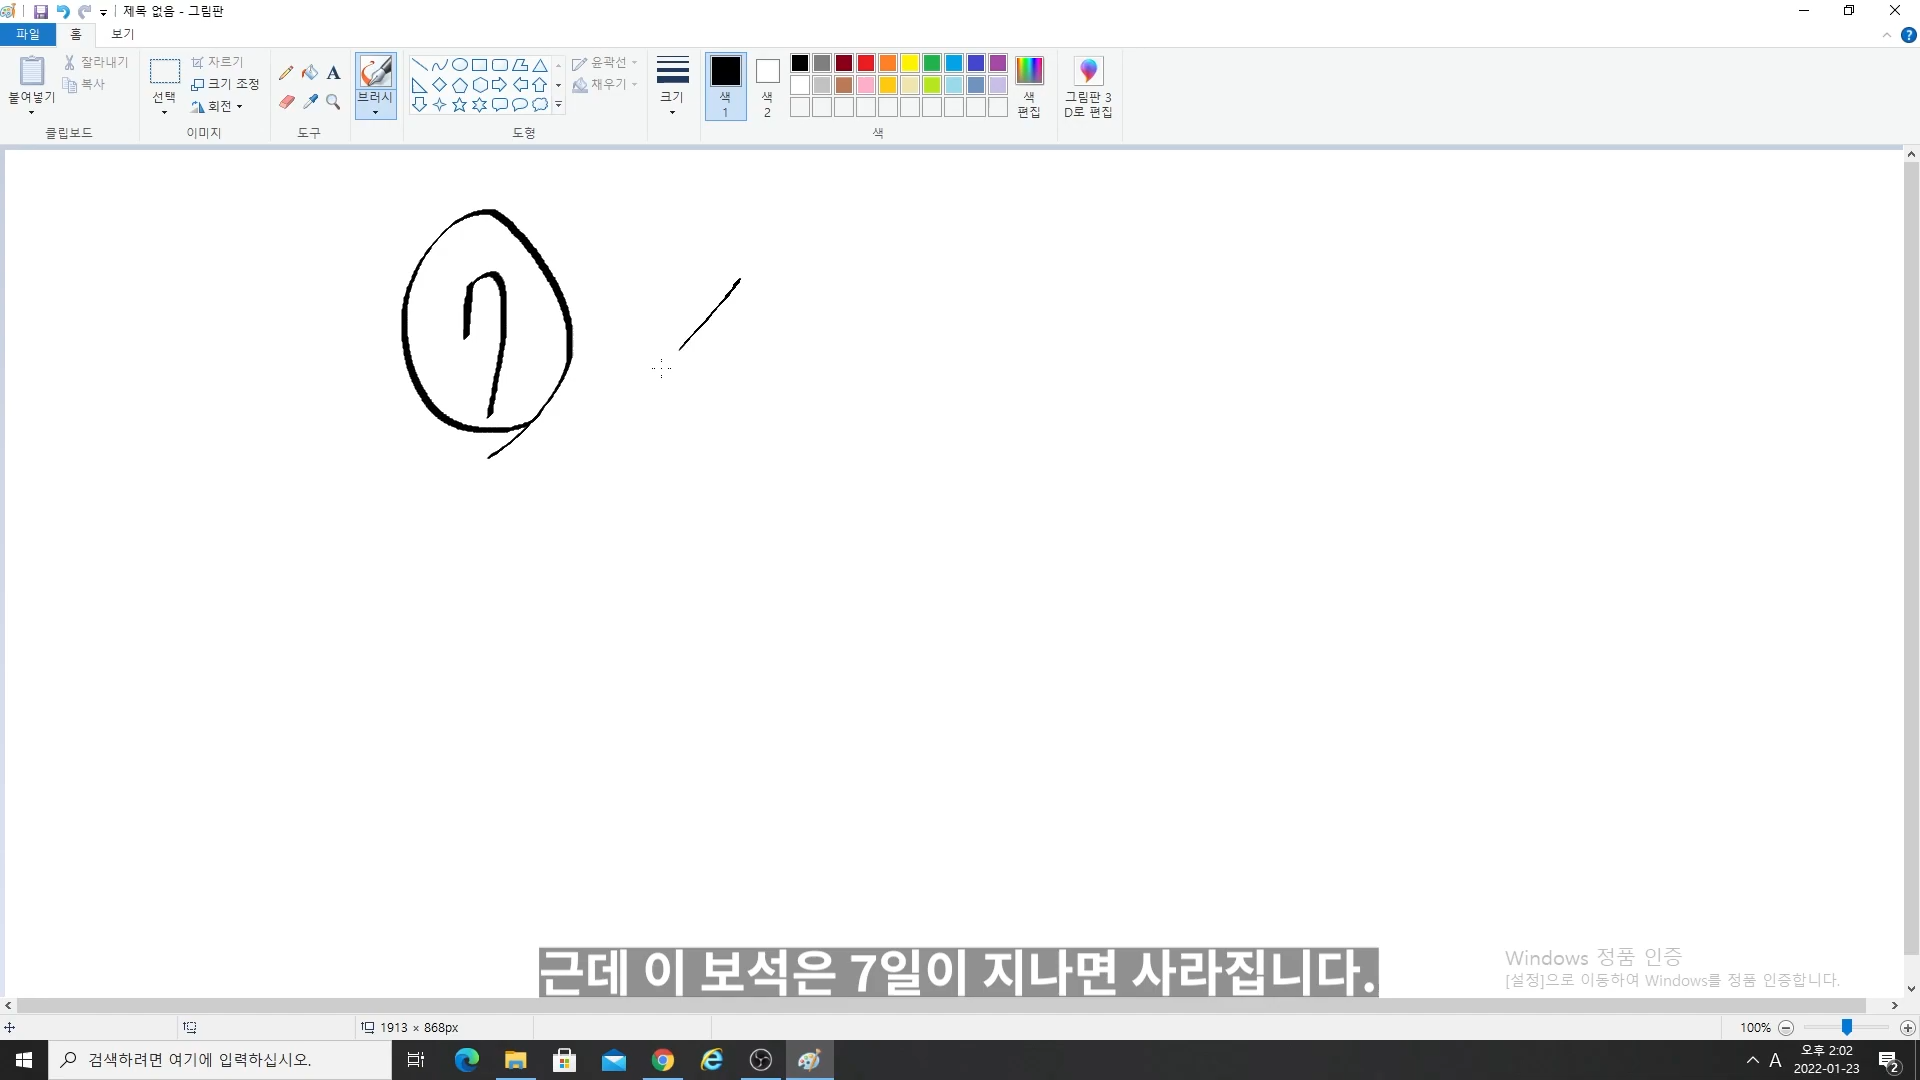 제목 없음 - 그림판
파일 홈 보기
붙여넣기
잘라내기
복사
클립보드
선택
자르기
크기 조정
회전
이미지
A
도구
브러시
윤곽선
채우기
도형
크기
색
1
색
2
색
편집
색
그림판 3
D로 편집
7
근데 이 보석은 7일이 지나면 사라집니다.
Windows 정품 인증
[설정]으로 이동하여 Windows를 정품 인증합니다.
1913 × 868px
100%
검색하려면 여기에 입력하십시오.
A
오후 2:02
2022-01-23
2